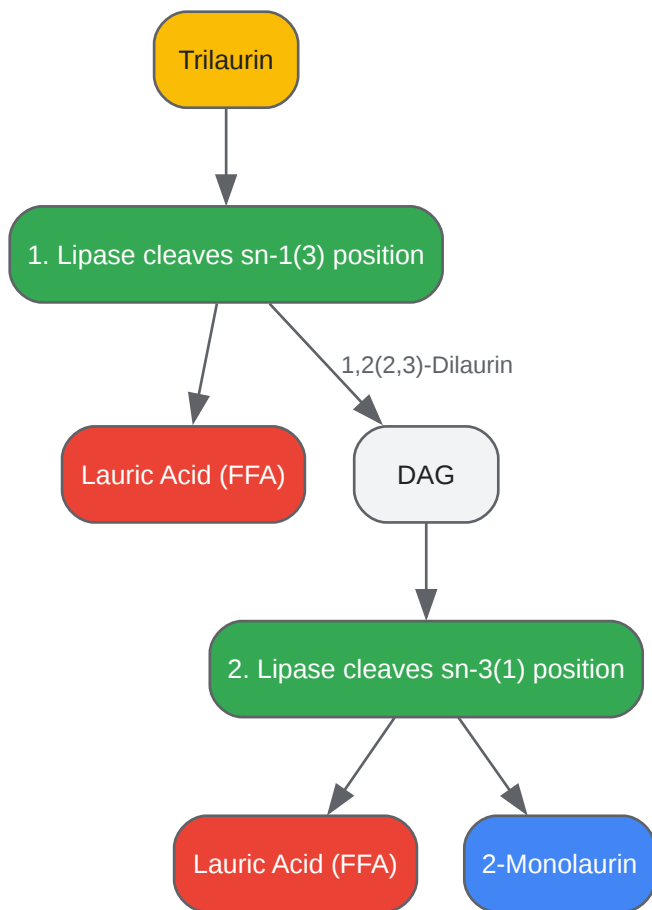 Trilaurin
1. Lipase cleaves sn-1(3) position
1,2(2,3)-Dilaurin
Lauric Acid (FFA)
DAG
2. Lipase cleaves sn-3(1) position
Lauric Acid (FFA)
2-Monolaurin